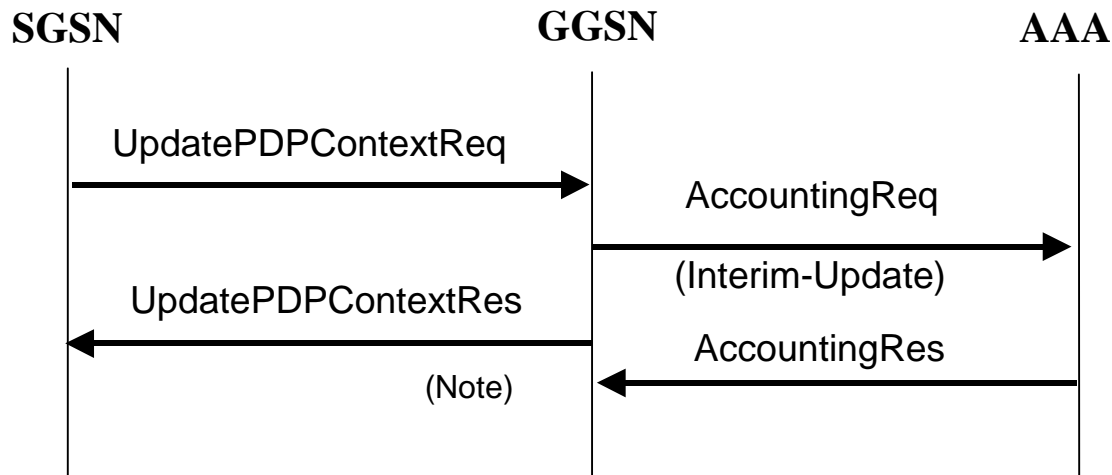 SGSN GGSN AAA
UpdatePDPContextReq
AccountingReq
(Interim-Update)
UpdatePDPContextRes
AccountingRes
(Note)